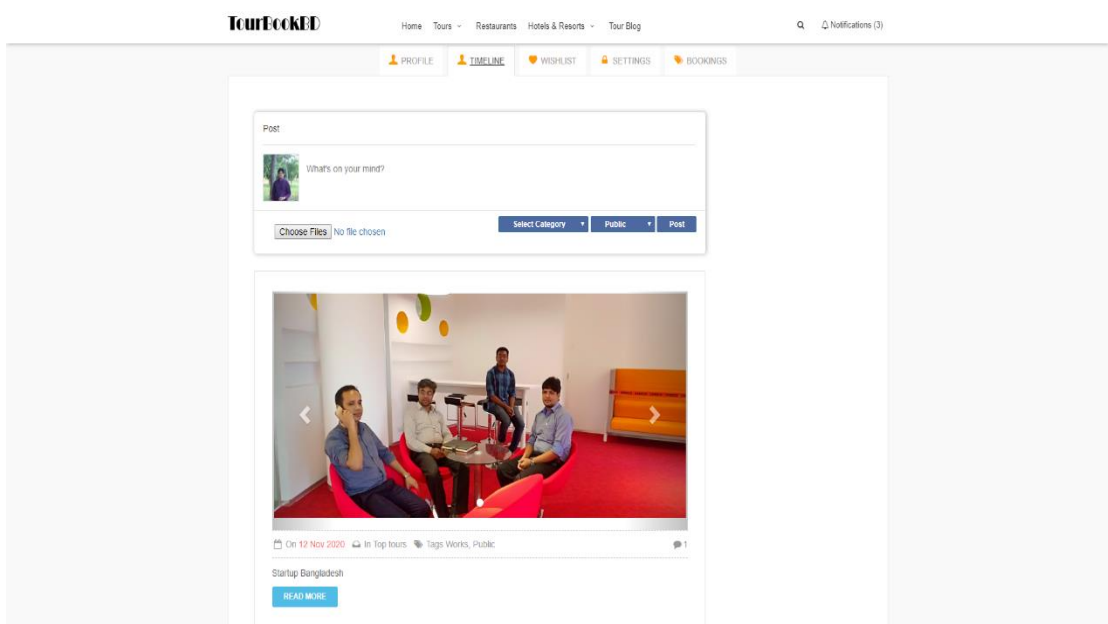 TourBookBD Home Tours Restaurants Hotels & Resorts Tour Blog Notifications (3)
PROFILE TIMELINE WISHLIST SETTINGS BOOKINGS
Post
What's on your mind?
Choose Files No file chosen Select Category Public Post
On 12 Nov 2020 In Top tours Tags Works, Public 1
Startup Bangladesh
READ MORE